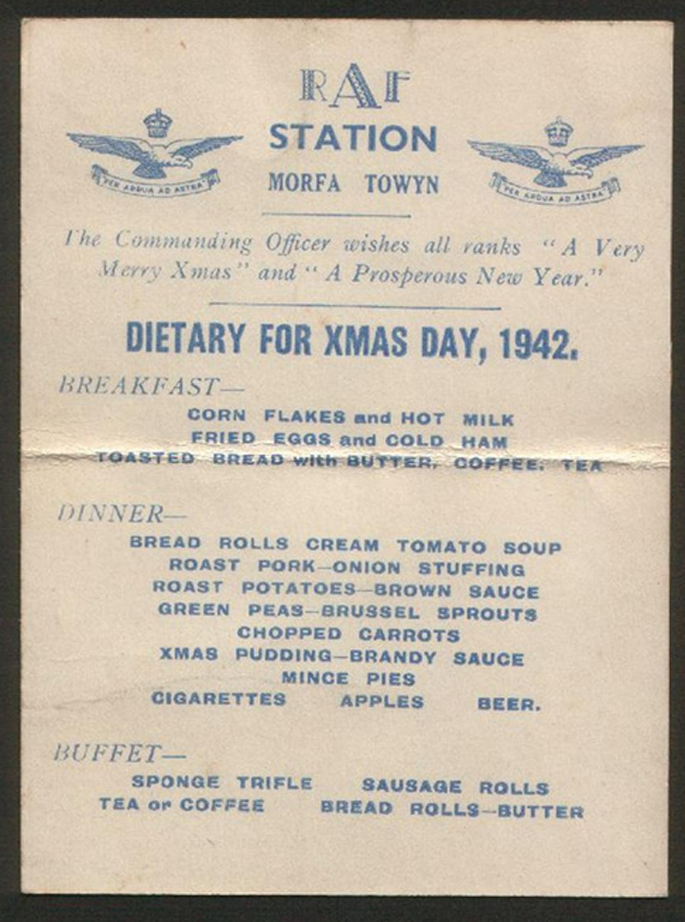 RAF
STATION
MORFA TOWYN
"PER ARDUA AD ASTRA"
"PER ARDUA AD ASTRA"
The Commanding Officer wishes all ranks "A Very
Merry Xmas" and "A Prosperous New Year."
DIETARY FOR XMAS DAY, 1942.
BREAKFAST—
CORN FLAKES and HOT MILK
FRIED EGGS and COLD HAM
TOASTED BREAD with BUTTER, COFFEE. TEA
DINNER—
BREAD ROLLS CREAM TOMATO SOUP
ROAST PORK—ONION STUFFING
ROAST POTATOES—BROWN SAUCE
GREEN PEAS—BRUSSEL SPROUTS
CHOPPED CARROTS
XMAS PUDDING—BRANDY SAUCE
MINCE PIES
CIGARETTES APPLES BEER.
BUFFET—
SPONGE TRIFLE SAUSAGE ROLLS
TEA or COFFEE BREAD ROLLS—BUTTER